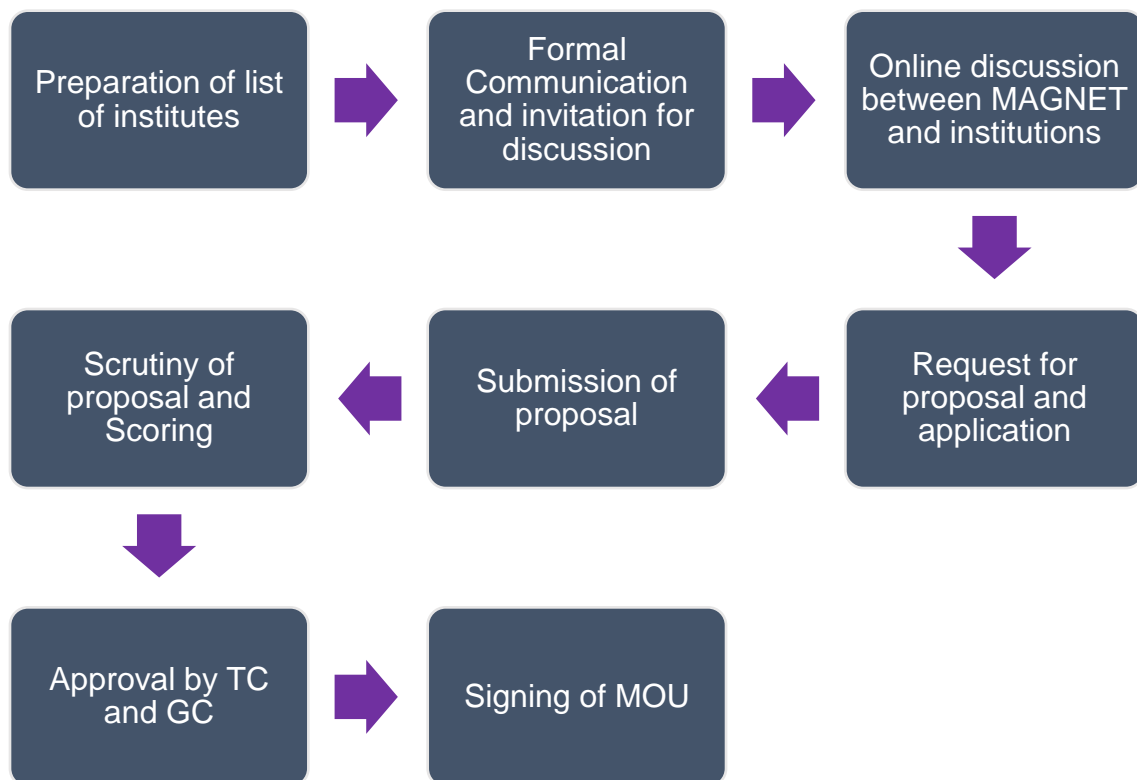 Preparation of list
of institutes
Formal
Communication
and invitation for
discussion
Online discussion
between MAGNET
and institutions
Request for
proposal and
application
Submission of
proposal
Scrutiny of
proposal and
Scoring
Approval by TC
and GC
Signing of MOU